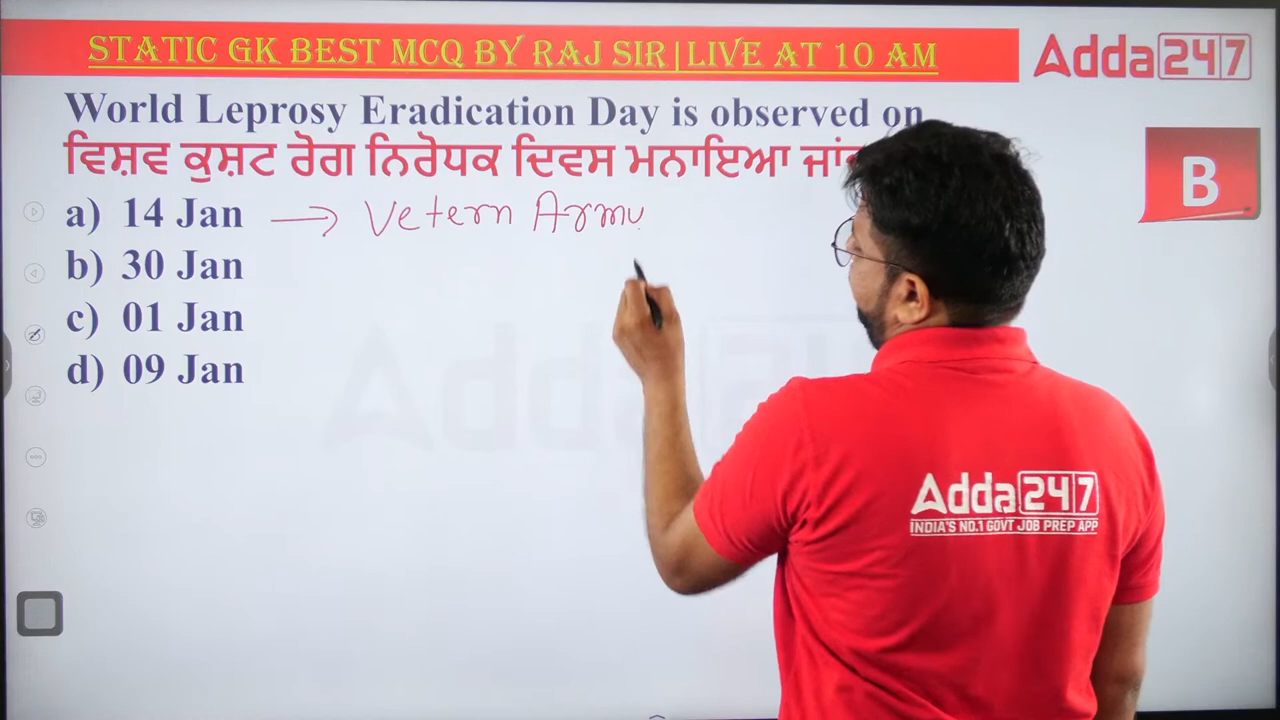 STATIC GK BEST MCQ BY RAJ SIR|LIVE AT 10 AM
Adda247
World Leprosy Eradication Day is observed on
ਵਿਸ਼ਵ ਕੁਸ਼ਟ ਰੋਗ ਨਿਰੋਧਕ ਦਿਵਸ ਮਨਾਇਆ
B
a) 14 Jan → Vetern Army
b) 30 Jan
c) 01 Jan
d) 09 Jan
Adda247
Adda247
INDIA'S NO.1 GOVT JOB PREP APP